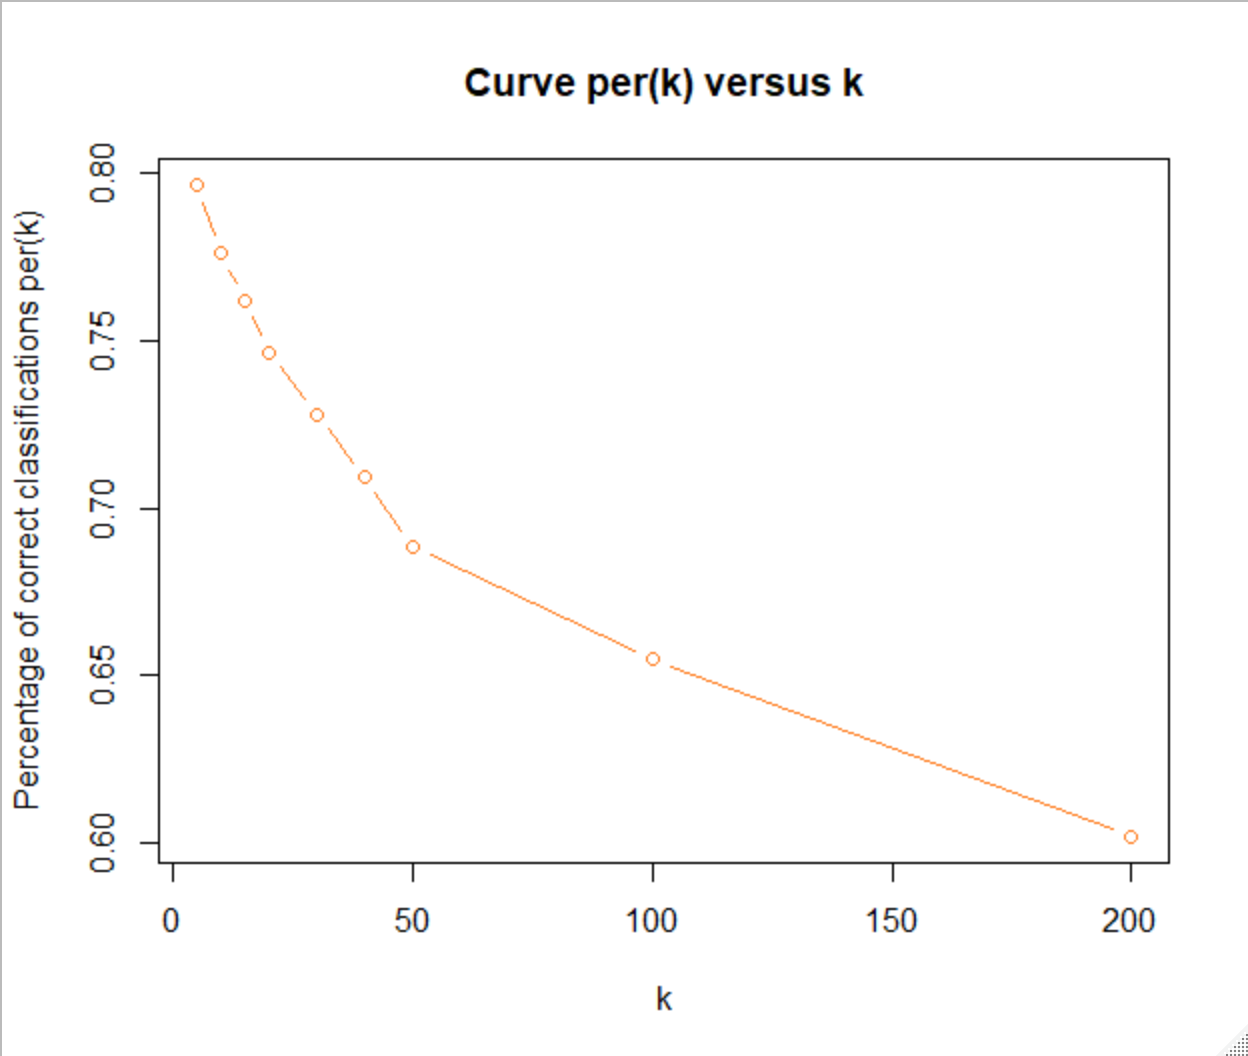 Curve per(k) versus k
Percentage of correct classifications per(k)
0.80
0.75
0.70
0.65
0.60
0 50 100 150 200
k